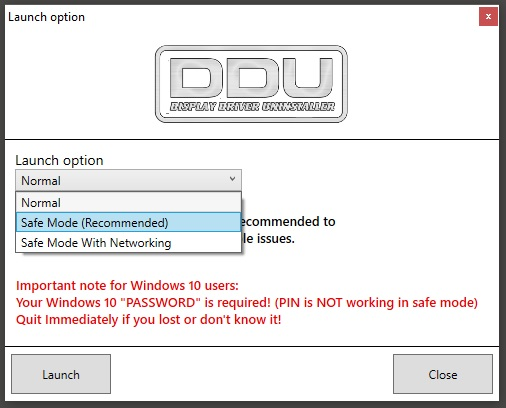 Launch option
x
DDU
DISPLAY DRIVER UNINSTALLER
Launch option
Normal
Normal
Safe Mode (Recommended)
ecommended to
Safe Mode With Networking
le issues.
Important note for Windows 10 users:
Your Windows 10 "PASSWORD" is required! (PIN is NOT working in safe mode)
Quit Immediately if you lost or don't know it!
Launch
Close